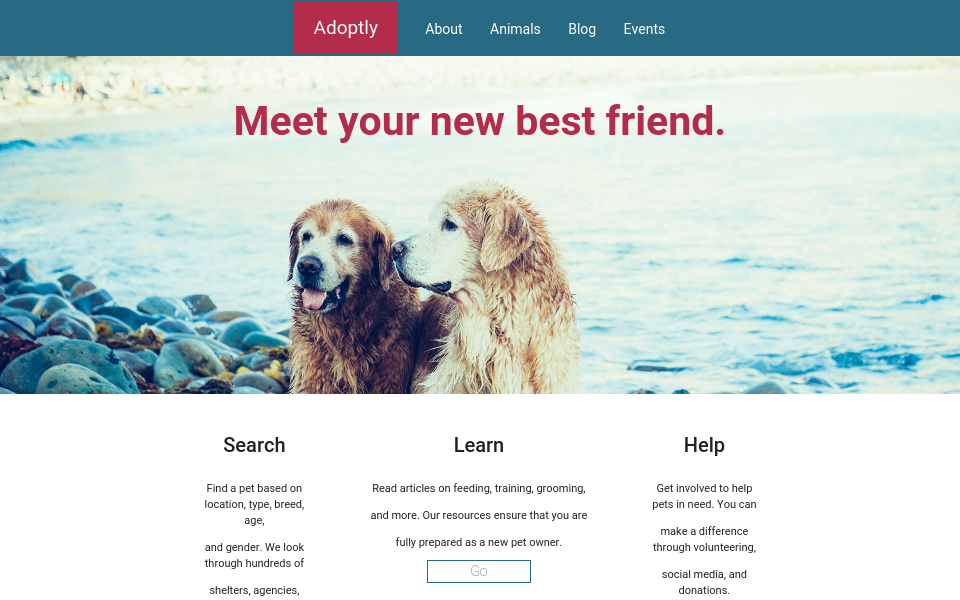 Adoptly
About
Animals
Blog
Events
Meet your new best friend.
Search
Find a pet based on
location, type, breed,
age,
and gender. We look
through hundreds of
shelters, agencies,
Learn
Read articles on feeding, training, grooming,
and more. Our resources ensure that you are
fully prepared as a new pet owner.
Go
Help
Get involved to help
pets in need. You can
make a difference
through volunteering,
social media, and
donations.